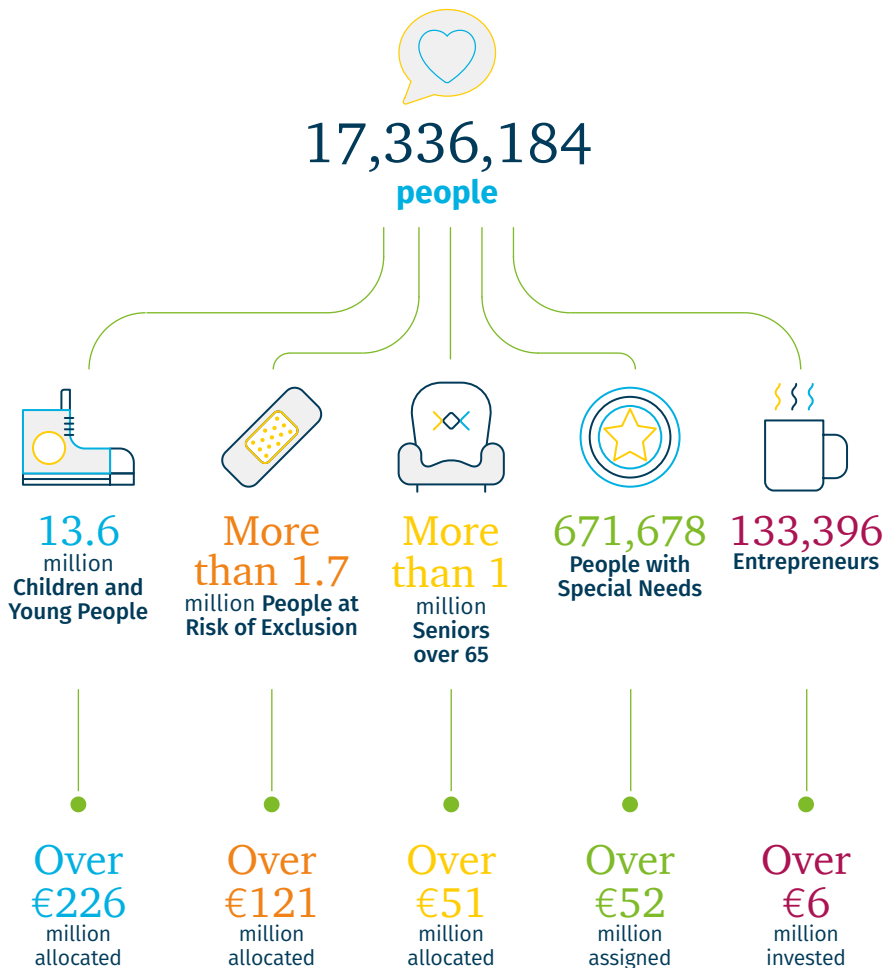 17,336,184
people
13.6
million
Children and
Young People
More
than 1.7
million People at
Risk of Exclusion
More
than 1
million
Seniors
over 65
671,678
People with
Special Needs
133,396
Entrepreneurs
Over
€226
million
allocated
Over
€121
million
allocated
Over
€51
million
allocated
Over
€52
million
assigned
Over
€6
million
invested